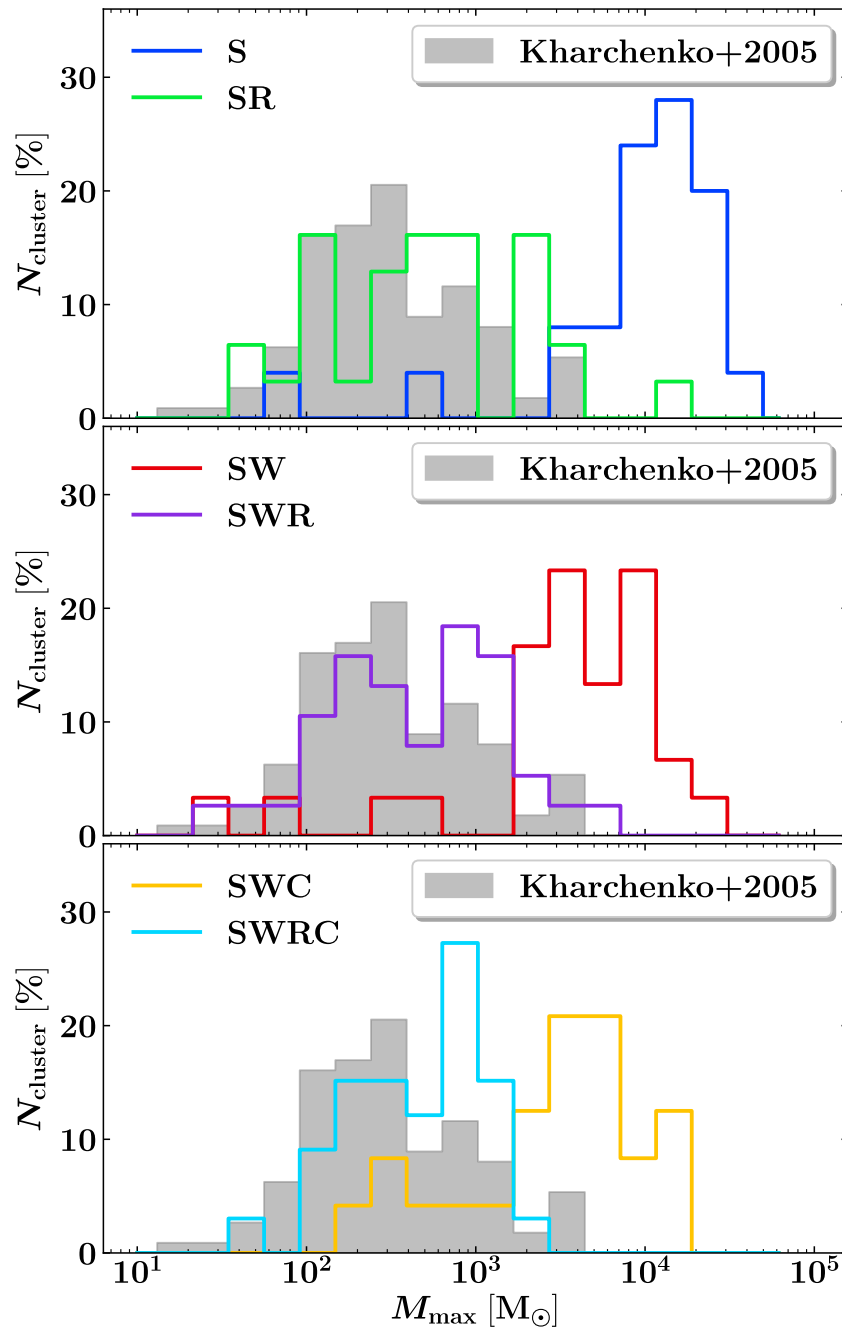 S
SR
Kharchenko+2005
30
20
10
0
N_cluster [%]
SW
SWR
Kharchenko+2005
30
20
10
0
N_cluster [%]
SWC
SWRC
Kharchenko+2005
30
20
10
0
N_cluster [%]
10^1 10^2 10^3 10^4 10^5
M_max [M_⊙]